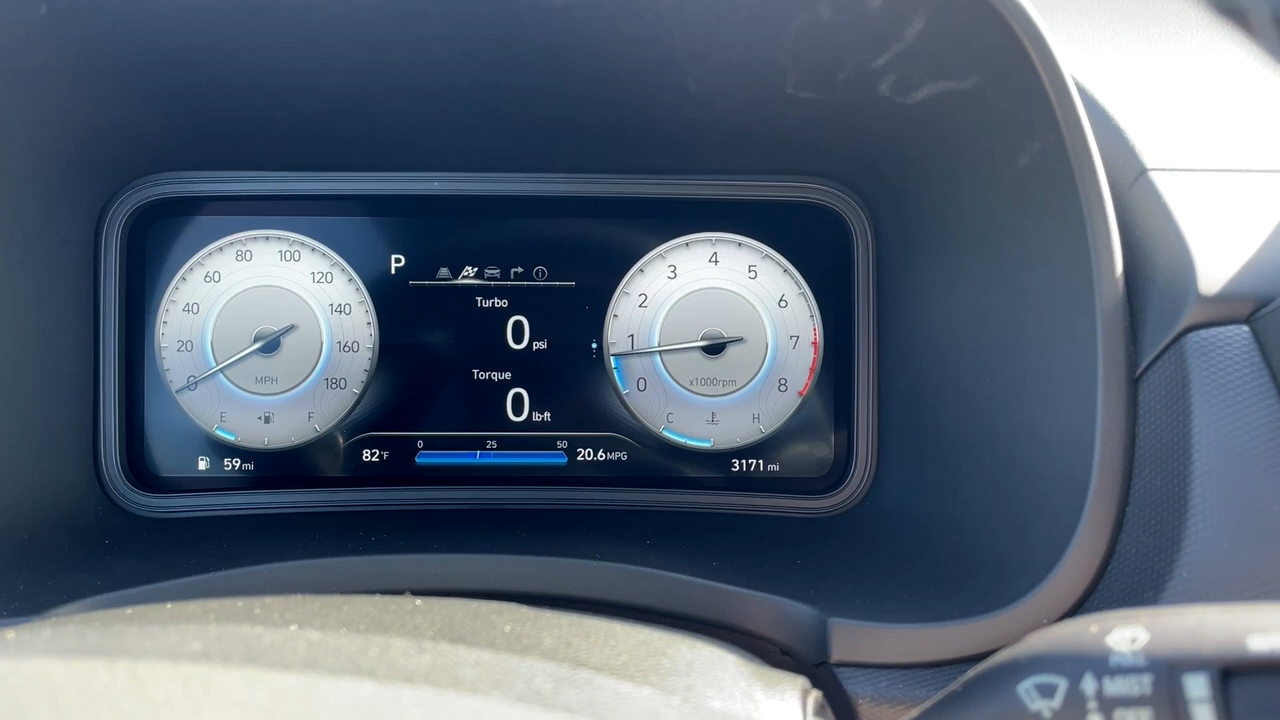 80 100
60 120
40 140
20 160
0 180
MPH
E F
59 mi
P
Turbo
0 psi
Torque
0 lb·ft
82°F
0 25 50
20.6 MPG
4
3 5
2 6
1 7
0 8
x1000rpm
C H
3171 mi
MIST